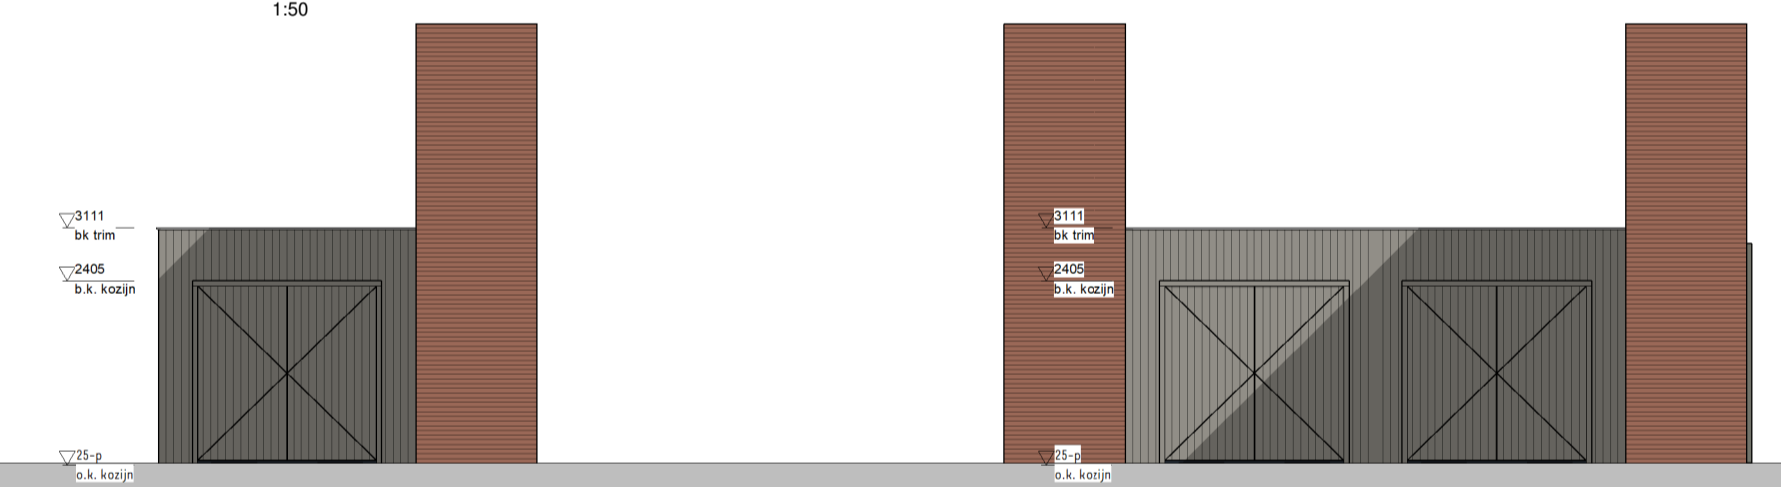 1:50
3111
bk trim
2405
b.k. kozijn
25-p
o.k. kozijn
3111
bk trim
2405
b.k. kozijn
25-p
o.k. kozijn